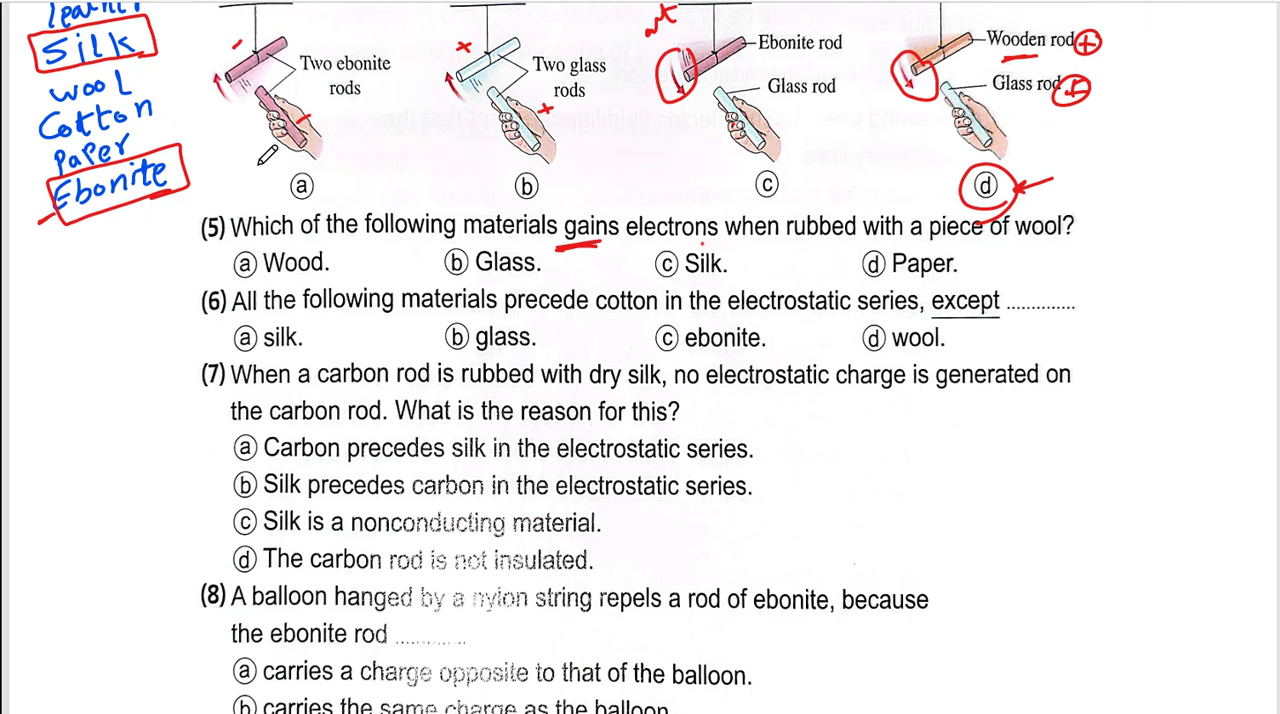 Silk
wool
Cotton
Paper
Ebonite
Two ebonite
rods
Two glass
rods
Ebonite rod
Glass rod
Wooden rod
Glass rod
ⓐ ⓑ ⓒ ⓓ
(5) Which of the following materials gains electrons when rubbed with a piece of wool?
ⓐ Wood. ⓑ Glass. ⓒ Silk. ⓓ Paper.
(6) All the following materials precede cotton in the electrostatic series, except .............
ⓐ silk. ⓑ glass. ⓒ ebonite. ⓓ wool.
(7) When a carbon rod is rubbed with dry silk, no electrostatic charge is generated on
the carbon rod. What is the reason for this?
ⓐ Carbon precedes silk in the electrostatic series.
ⓑ Silk precedes carbon in the electrostatic series.
ⓒ Silk is a nonconducting material.
ⓓ The carbon rod is not insulated.
(8) A balloon hanged by a nylon string repels a rod of ebonite, because
the ebonite rod .............
ⓐ carries a charge opposite to that of the balloon.
ⓑ carries the same charge as the balloon.